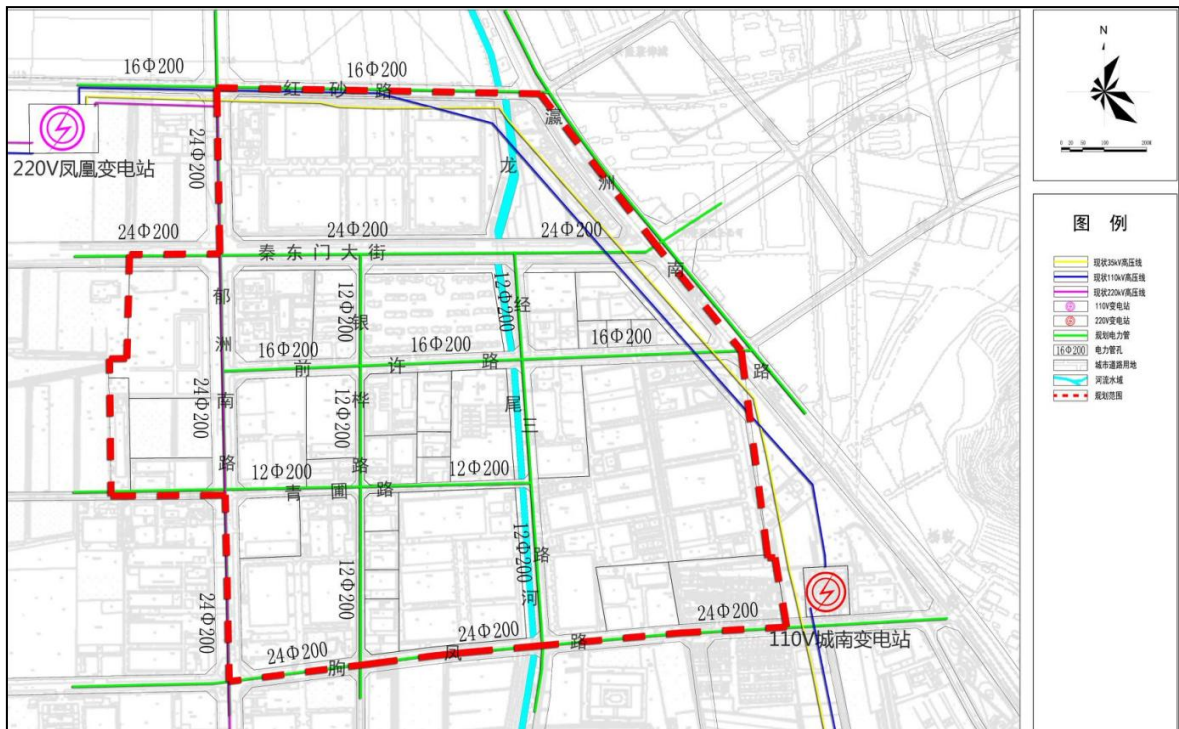 16Φ200
16Φ200
红砂路
24Φ200
220V凤凰变电站
瀛洲南路
龙尾河
24Φ200
24Φ200
24Φ200
秦东门大街
郁洲南路
12Φ200
银桦路
12Φ200
经三路
16Φ200
16Φ200
16Φ200
前许路
24Φ200
12Φ200
12Φ200
12Φ200
青圃路
12Φ200
12Φ200
24Φ200
24Φ200
24Φ200
24Φ200
朐凤路
110V城南变电站
N
图例
现状35kV高压线
现状110kV高压线
现状220kV高压线
110V变电站
220V变电站
规划电力管
16Φ200 电力管孔
城市道路用地
河流水域
规划范围